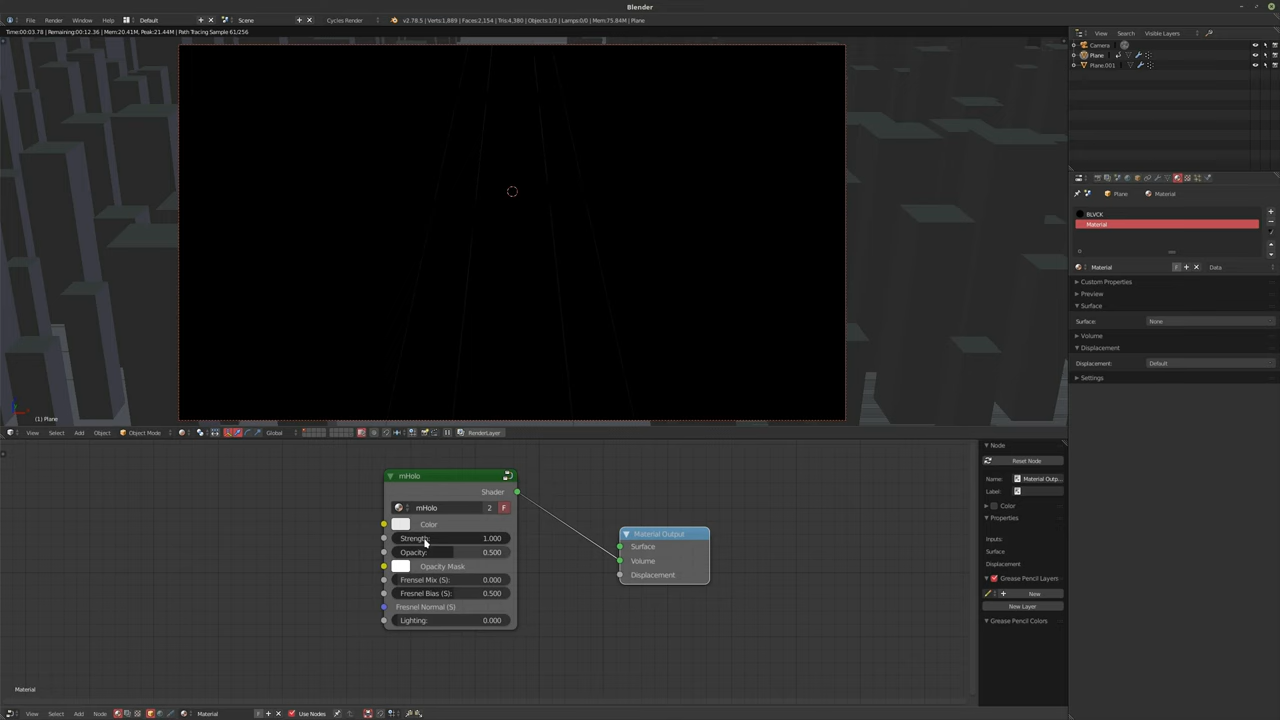 Blender
File Render Window Help Default Scene Cycles Render v2.78.5 | Verts:1,889 | Faces:2,154 | Tris:4,380 | Objects:1/3 | Lamps:0/0 | Mem:75.84M | Plane
Time:00:03.78 | Remaining:00:12.36 | Mem:20.41M, Peak:21.44M | Path Tracing Sample 61/256
View Search Visible Layers
Camera
Plane
Plane.001
Plane Material
BLVCK
Material
Material F Data
Custom Properties
Preview
Surface
Surface: None
Volume
Displacement
Displacement: Default
Settings
(1) Plane
View Select Add Object Object Mode Global RenderLayer
mHolo
Shader
mHolo 2 F
Color
Strength: 1.000
Opacity: 0.500
Opacity Mask
Frensel Mix (S): 0.000
Fresnel Bias (S): 0.500
Fresnel Normal (S)
Lighting: 0.000
Material Output
Surface
Volume
Displacement
Node
Reset Node
Name: Material Outp...
Label:
Color
Properties
Inputs:
Surface
Volume
Displacement
Grease Pencil Layers
New
New Layer
Grease Pencil Colors
Material
View Select Add Node Material F Use Nodes